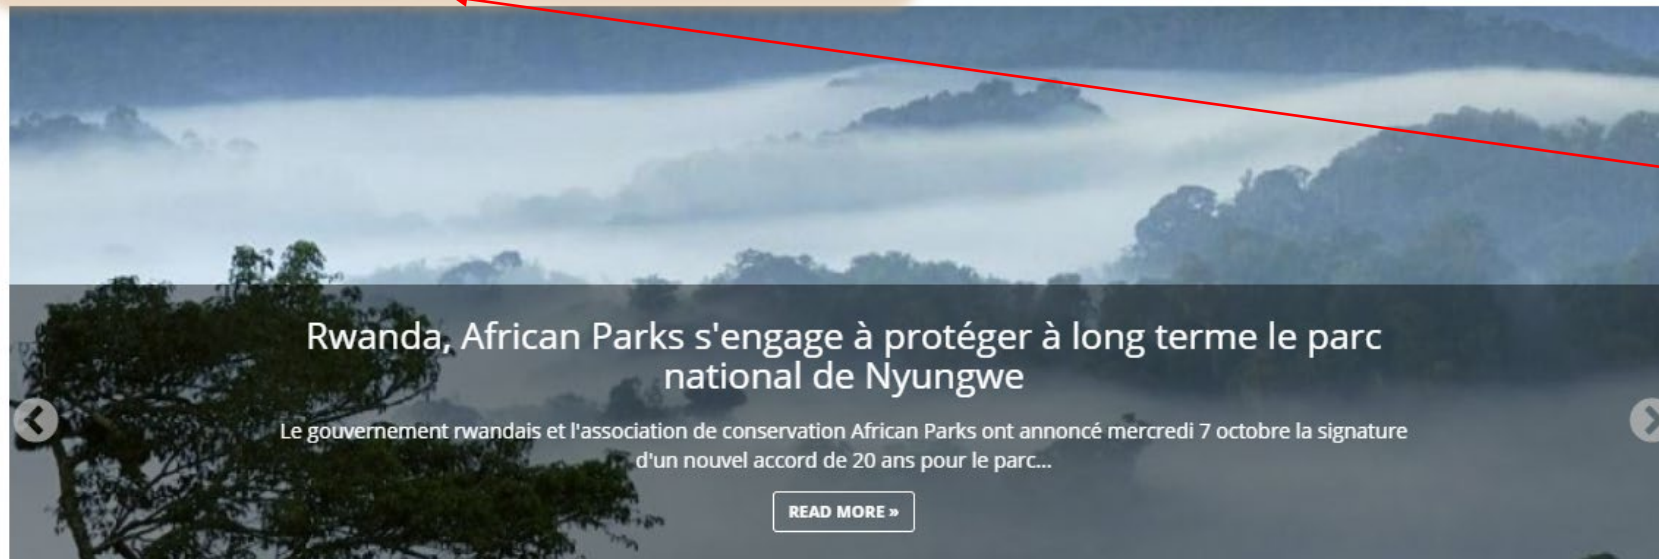 Rwanda, African Parks s'engage à protéger à long terme le parc
national de Nyungwe
Le gouvernement rwandais et l'association de conservation African Parks ont annoncé mercredi 7 octobre la signature
d'un nouvel accord de 20 ans pour le parc...
READ MORE »